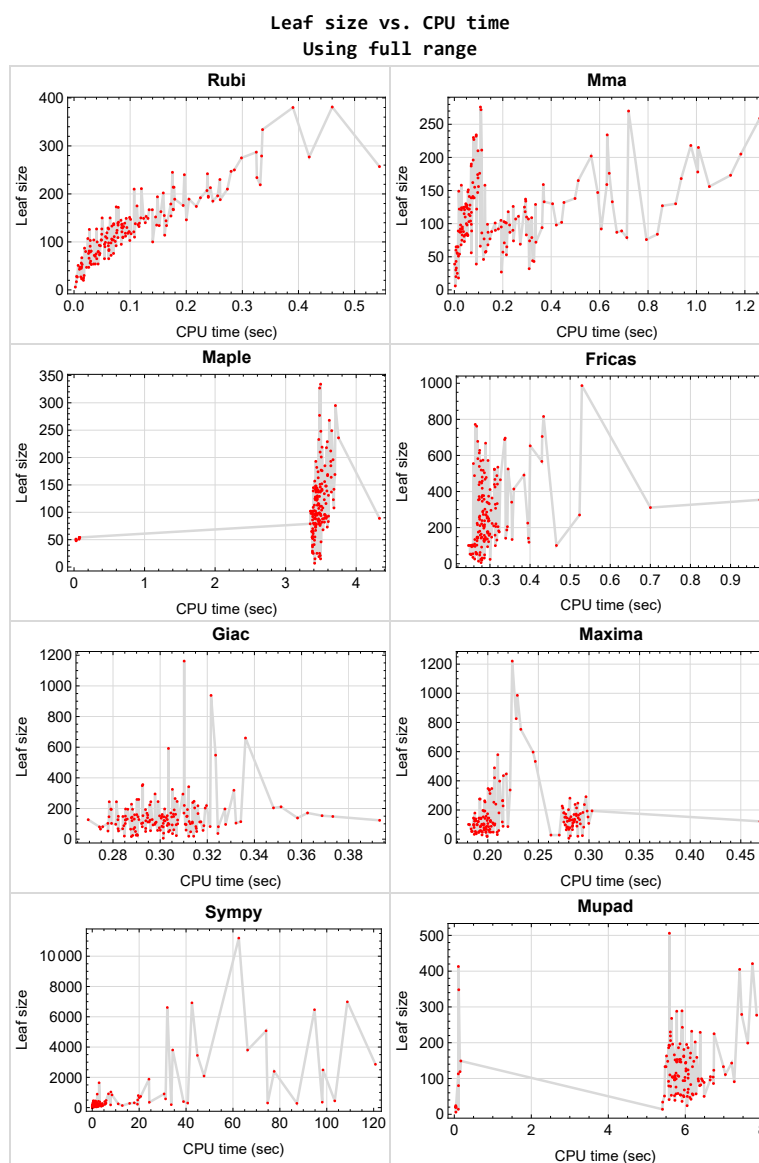 Leaf size vs. CPU time
Using full range
Rubi
Leaf size
400
300
200
100
0
0.0 0.1 0.2 0.3 0.4 0.5
CPU time (sec)
Mma
Leaf size
250
200
150
100
50
0
0.0 0.2 0.4 0.6 0.8 1.0 1.2
CPU time (sec)
Maple
Leaf size
350
300
250
200
150
100
50
0
0 1 2 3 4
CPU time (sec)
Fricas
Leaf size
1000
800
600
400
200
0
0.3 0.4 0.5 0.6 0.7 0.8 0.9
CPU time (sec)
Giac
Leaf size
1200
1000
800
600
400
200
0
0.28 0.30 0.32 0.34 0.36 0.38
CPU time (sec)
Maxima
Leaf size
1200
1000
800
600
400
200
0
0.20 0.25 0.30 0.35 0.40 0.45
CPU time (sec)
Sympy
Leaf size
10 000
8000
6000
4000
2000
0
0 20 40 60 80 100 120
CPU time (sec)
Mupad
Leaf size
500
400
300
200
100
0
0 2 4 6 8
CPU time (sec)